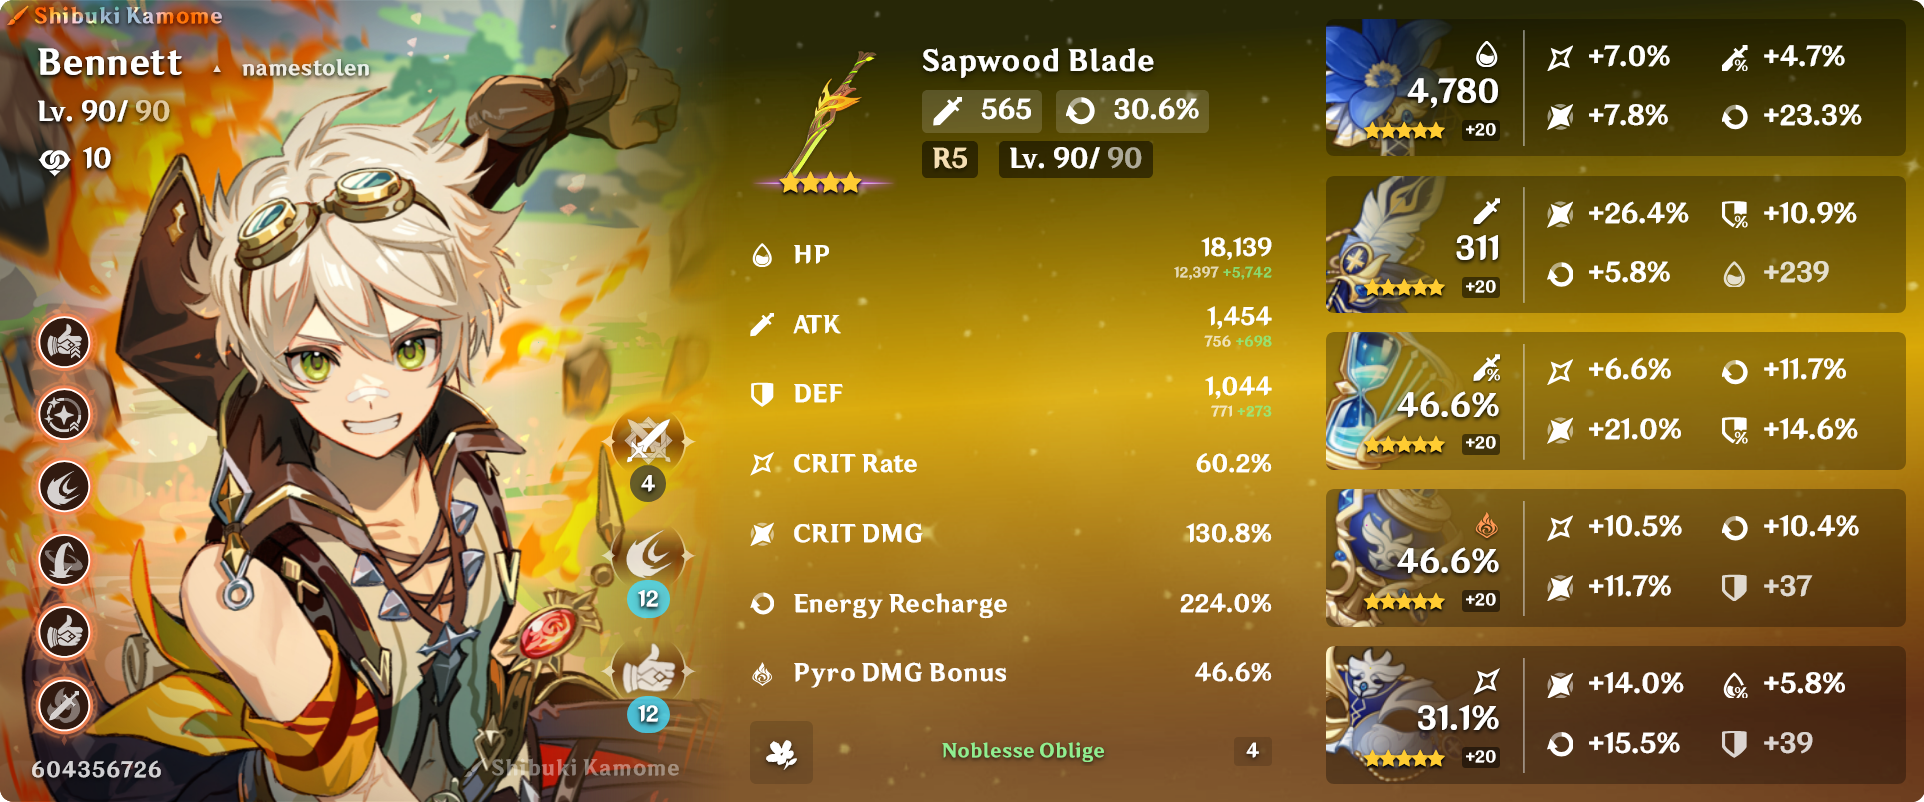 Shibuki Kamome
Bennett namestolen
Lv. 90/ 90
10
4
12
12
604356726
Shibuki Kamome
Sapwood Blade
565 30.6%
R5 Lv. 90/ 90
HP 18,139
12,397 +5,742
ATK 1,454
756 +698
DEF 1,044
771 +273
CRIT Rate 60.2%
CRIT DMG 130.8%
Energy Recharge 224.0%
Pyro DMG Bonus 46.6%
Noblesse Oblige 4
+7.0% +4.7%
4,780
+20
+7.8% +23.3%
+26.4% +10.9%
311
+20
+5.8% +239
+6.6% +11.7%
46.6%
+20
+21.0% +14.6%
+10.5% +10.4%
46.6%
+20
+11.7% +37
+14.0% +5.8%
31.1%
+20
+15.5% +39